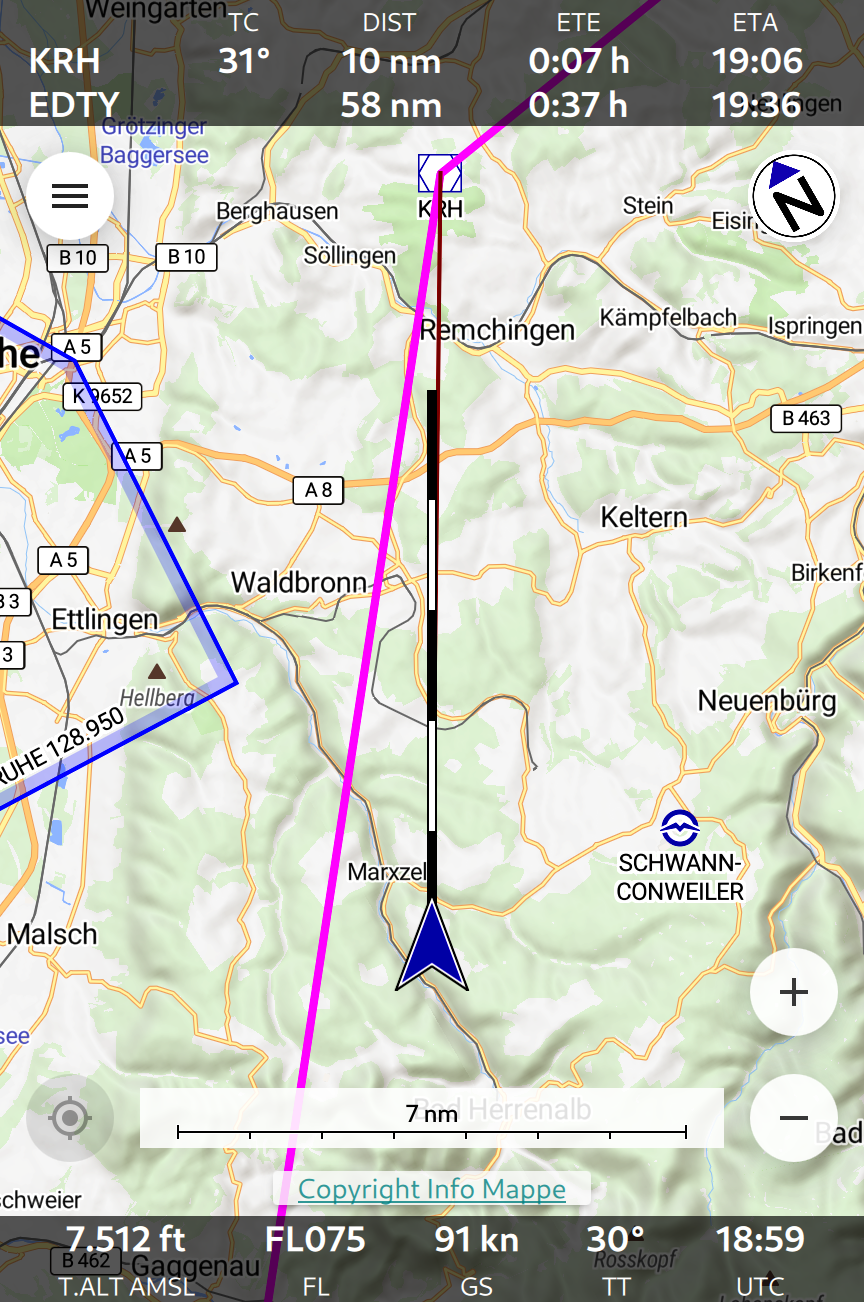 Weingarten
TC DIST ETE ETA
KRH 31° 10 nm 0:07 h 19:06
EDTY 58 nm 0:37 h 19:36
Grötzinger
Baggersee
KRH
Berghausen
Stein
Söllingen
B 10
B 10
Remchingen
Kämpfelbach
Ispringen
he
A 5
K 9652
B 463
A 5
A 8
Keltern
A 5
Birkenf
Waldbronn
B 3
Ettlingen
3
Hellberg
Neuenbürg
RUHE 128.950
SCHWANN-
CONWEILER
Marxzel
Malsch
+
see
7 nm
Bad Herrenalb
−
Bad
Copyright Info Mappe
schweier
7.512 ft FL075 91 kn 30° 18:59
B 462
Gaggenau
Rosskopf
T.ALT AMSL FL GS TT UTC